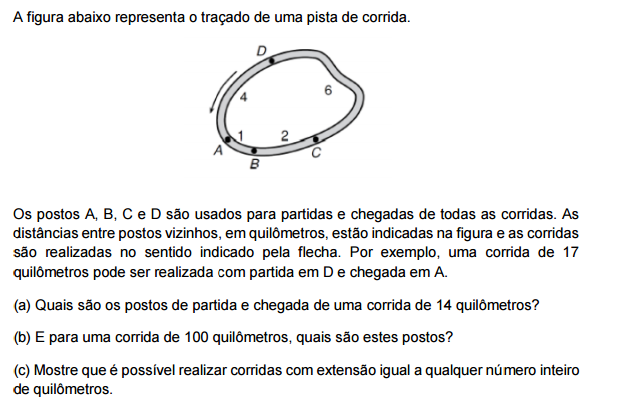 A figura abaixo representa o traçado de uma pista de corrida.
D
4
6
A
1
2
B
C
Os postos A, B, C e D são usados para partidas e chegadas de todas as corridas. As
distâncias entre postos vizinhos, em quilômetros, estão indicadas na figura e as corridas
são realizadas no sentido indicado pela flecha. Por exemplo, uma corrida de 17
quilômetros pode ser realizada com partida em D e chegada em A.
(a) Quais são os postos de partida e chegada de uma corrida de 14 quilômetros?
(b) E para uma corrida de 100 quilômetros, quais são estes postos?
(c) Mostre que é possível realizar corridas com extensão igual a qualquer número inteiro
de quilômetros.